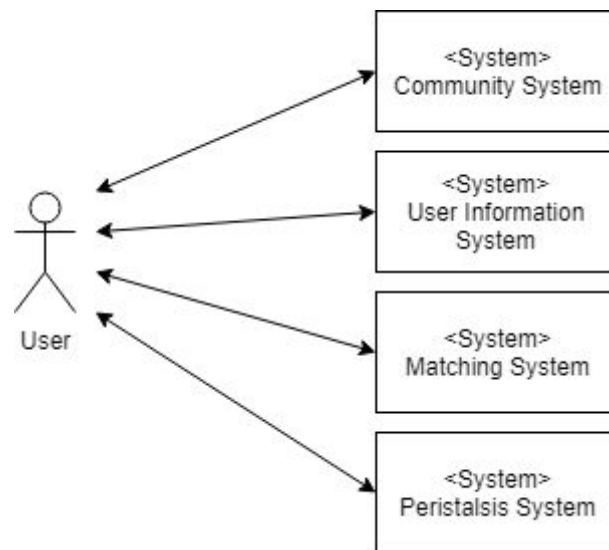 <System>
Community System
<System>
User Information
System
User
<System>
Matching System
<System>
Peristalsis System